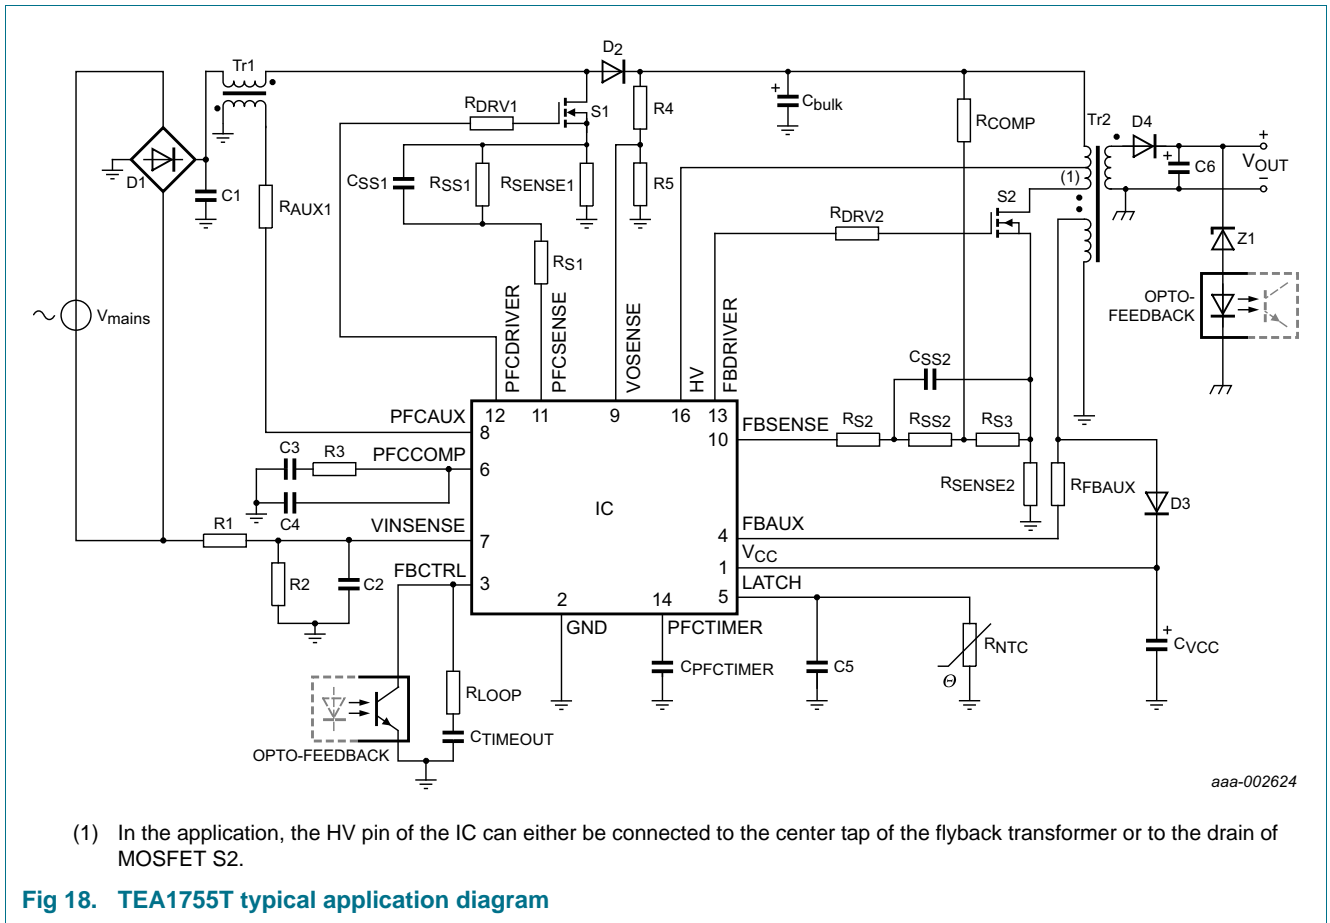 Tr1
D2
RDRV1
S1
R4
Cbulk
RCOMP
Tr2
D4
+
+
+
VOUT
−
C6
(1)
D1
C1
RAUX1
CSS1
RSS1
RSENSE1
R5
S2
RDRV2
RS1
Z1
OPTO-
FEEDBACK
Vmains
PFCDRIVER
PFCSENSE
VOSENSE
HV
FBDRIVER
CSS2
PFCAUX
12
11
9
16
13
8
10
FBSENSE
RS2
RSS2
RS3
C3
R3
PFCCOMP
6
C4
RSENSE2
RFBAUX
D3
IC
R1
VINSENSE
7
FBAUX
4
VCC
1
R2
C2
FBCTRL
3
LATCH
5
2
14
GND
PFCTIMER
CPFCTIMER
C5
RNTC
Θ
+
CVCC
RLOOP
CTIMEOUT
OPTO-FEEDBACK
aaa-002624
(1) In the application, the HV pin of the IC can either be connected to the center tap of the flyback transformer or to the drain of
MOSFET S2.
Fig 18. TEA1755T typical application diagram